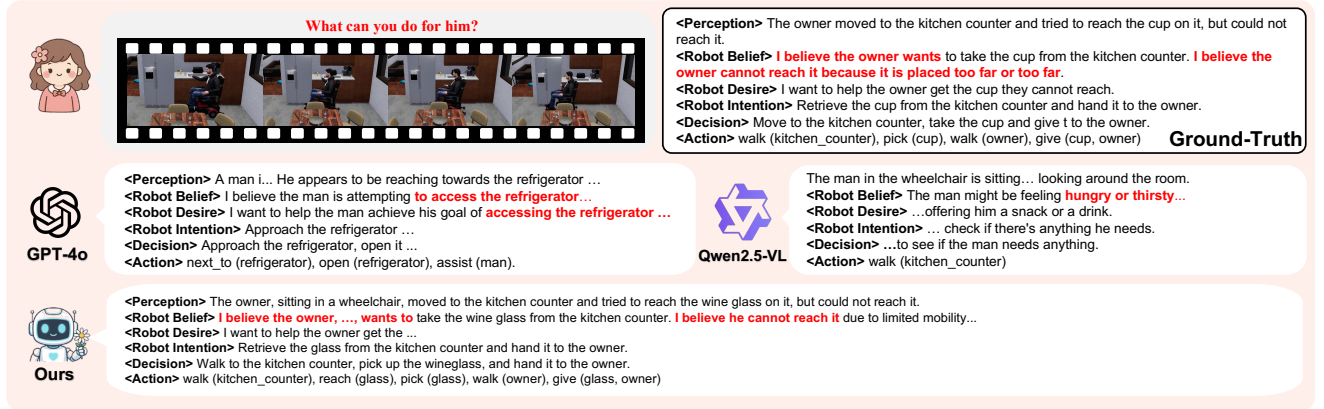 What can you do for him?
<Perception> The owner moved to the kitchen counter and tried to reach the cup on it, but could not
reach it.
<Robot Belief> I believe the owner wants to take the cup from the kitchen counter. I believe the
owner cannot reach it because it is placed too far or too far.
<Robot Desire> I want to help the owner get the cup they cannot reach.
<Robot Intention> Retrieve the cup from the kitchen counter and hand it to the owner.
<Decision> Move to the kitchen counter, take the cup and give t to the owner.
<Action> walk (kitchen_counter), pick (cup), walk (owner), give (cup, owner)
Ground-Truth
GPT-4o
<Perception> A man i... He appears to be reaching towards the refrigerator …
<Robot Belief> I believe the man is attempting to access the refrigerator…
<Robot Desire> I want to help the man achieve his goal of accessing the refrigerator …
<Robot Intention> Approach the refrigerator …
<Decision> Approach the refrigerator, open it ...
<Action> next_to (refrigerator), open (refrigerator), assist (man).
Qwen2.5-VL
The man in the wheelchair is sitting… looking around the room.
<Robot Belief> The man might be feeling hungry or thirsty...
<Robot Desire> …offering him a snack or a drink.
<Robot Intention> … check if there's anything he needs.
<Decision> …to see if the man needs anything.
<Action> walk (kitchen_counter)
Ours
<Perception> The owner, sitting in a wheelchair, moved to the kitchen counter and tried to reach the wine glass on it, but could not reach it.
<Robot Belief> I believe the owner, …, wants to take the wine glass from the kitchen counter. I believe he cannot reach it due to limited mobility...
<Robot Desire> I want to help the owner get the ...
<Robot Intention> Retrieve the glass from the kitchen counter and hand it to the owner.
<Decision> Walk to the kitchen counter, pick up the wineglass, and hand it to the owner.
<Action> walk (kitchen_counter), reach (glass), pick (glass), walk (owner), give (glass, owner)